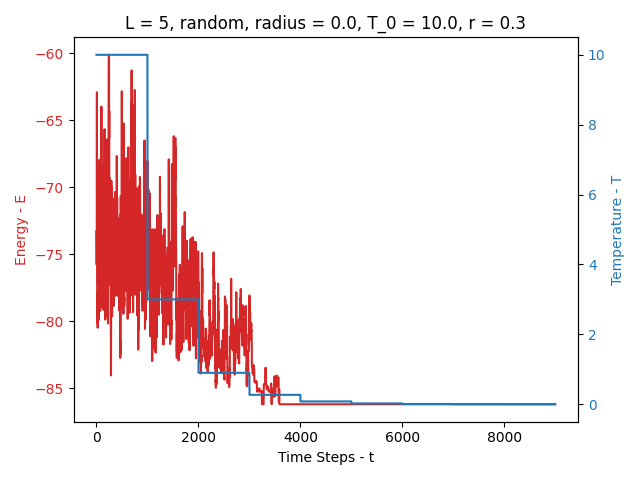 L = 5, random, radius = 0.0, T_0 = 10.0, r = 0.3
−60
−65
−70
−75
−80
−85
Energy - E
10
8
6
4
2
0
Temperature - T
0 2000 4000 6000 8000
Time Steps - t